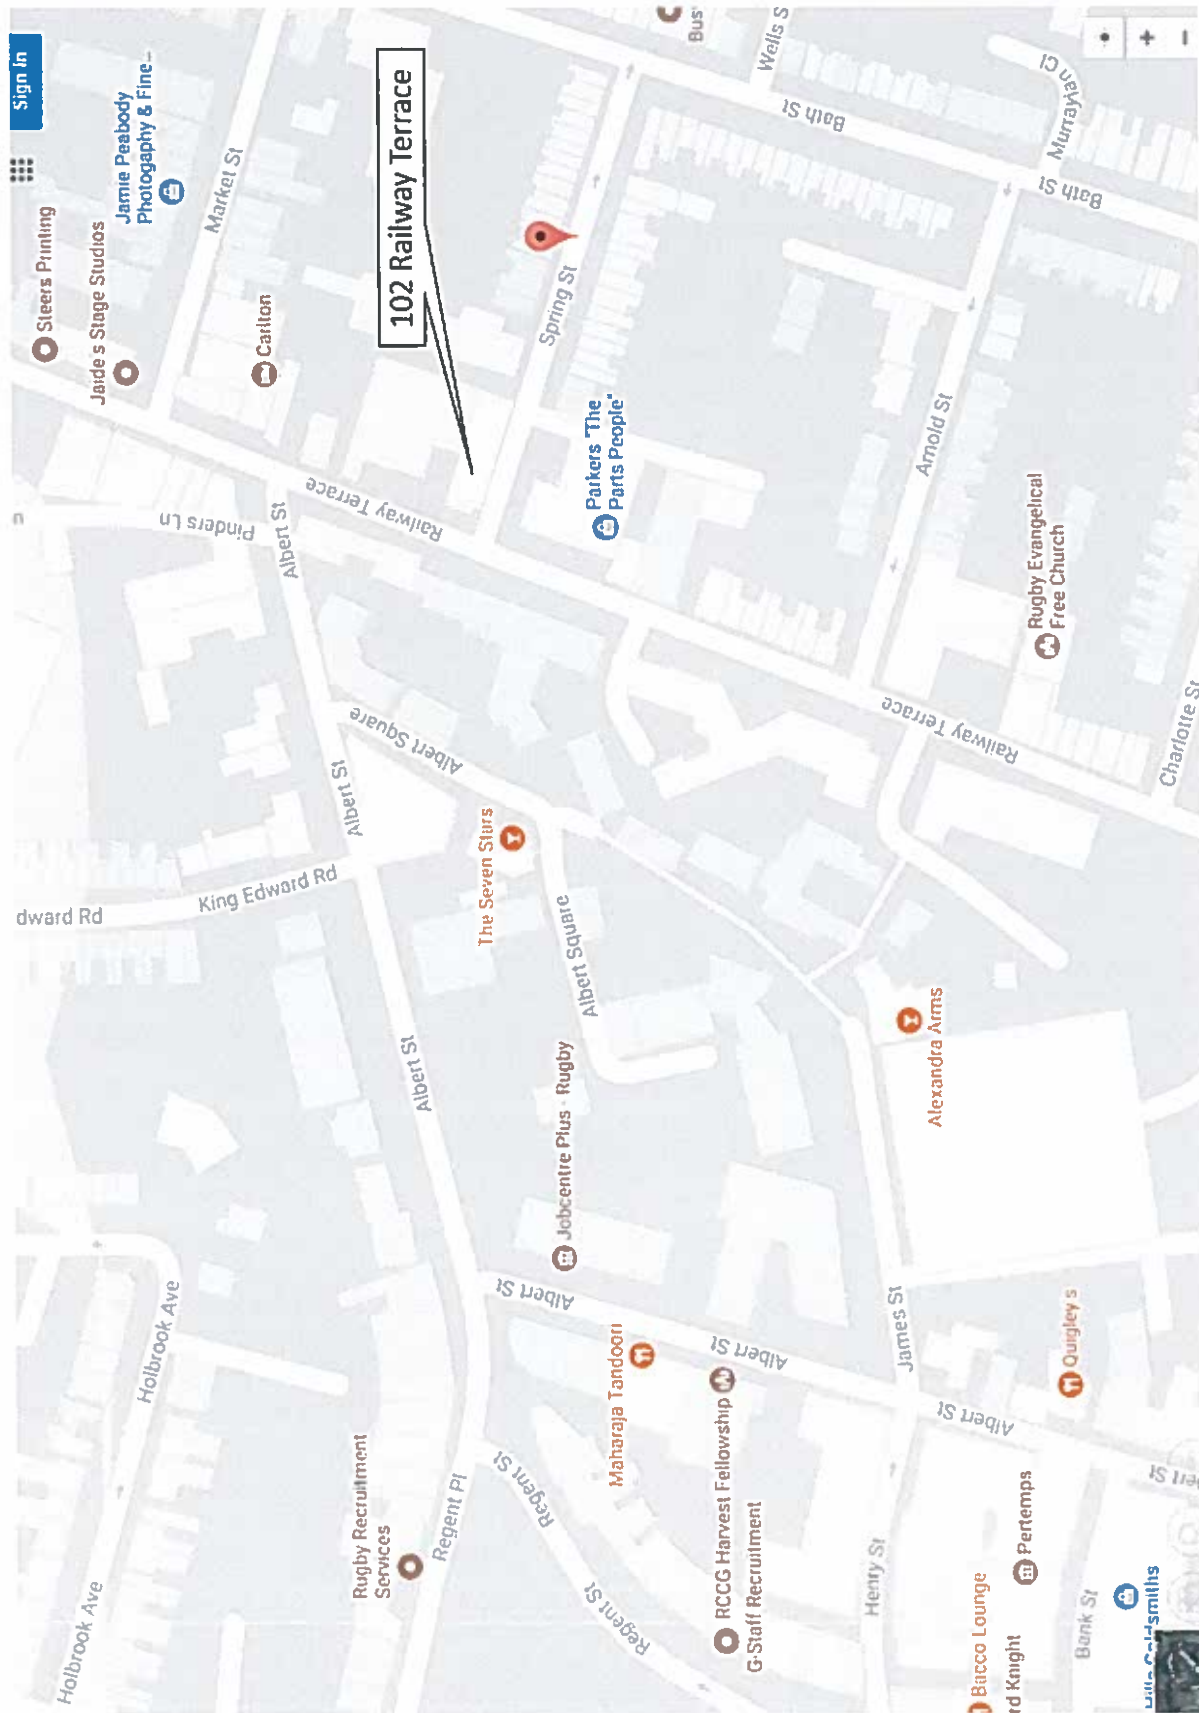 Sign in
Steers Printing
Jaide s Stage Studios
Jamie Peabody
Photogaphy & Fine...
Market St
Carlton
102 Railway Terrace
Bus
Wells S
Bath St
Murrayian Cl
Bath St
Spring St
Parkers "The
Parts People"
Arnold St
Rugby Evangelical
Free Church
Charlotte St
Railway Terrace
Railway Terrace
Pinders Ln
n
Albert St
Albert Square
Albert St
King Edward Rd
dward Rd
The Seven Stars
Albert Square
Albert St
Jobcentre Plus - Rugby
Alexandra Arms
Albert St
Holbrook Ave
Holbrook Ave
Maharaja Tandoori
Albert St
James St
Quigley s
Albert St
Rugby Recruitment
Services
Regent Pl
Regent St
Regent St
RCCG Harvest Fellowship
G-Staff Recruitment
Henry St
Pertemps
Bacco Lounge
rd Knight
Bank St